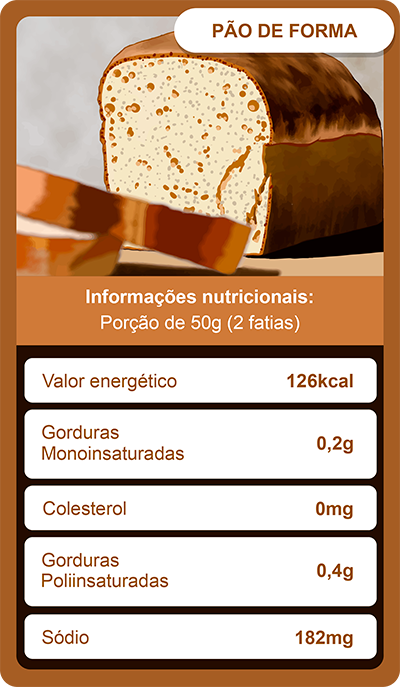 PÃO DE FORMA
Informações nutricionais:
Porção de 50g (2 fatias)
Valor energético 126kcal
Gorduras
Monoinsaturadas 0,2g
Colesterol 0mg
Gorduras
Poliinsaturadas 0,4g
Sódio 182mg